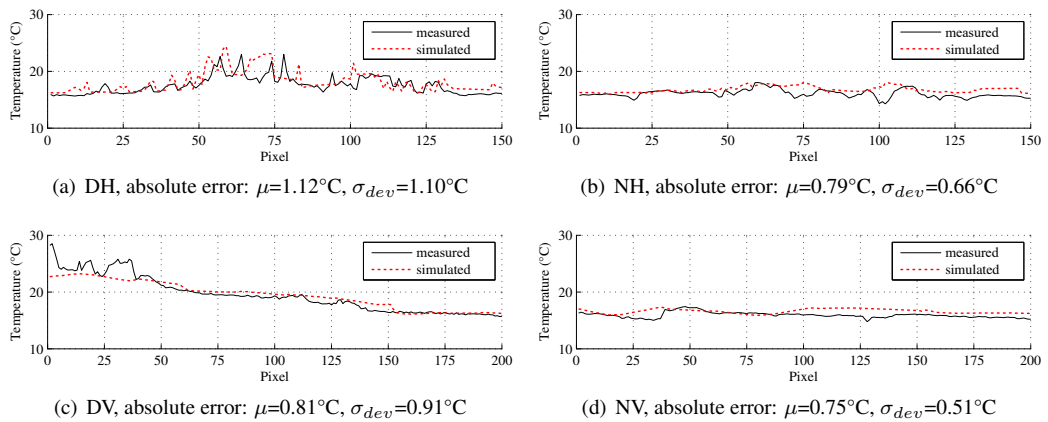 30
20
10
Temperature (°C)
measured
simulated
0 25 50 75 100 125 150
Pixel
(a) DH, absolute error: μ=1.12°C, σdev=1.10°C
30
20
10
Temperature (°C)
measured
simulated
0 25 50 75 100 125 150
Pixel
(b) NH, absolute error: μ=0.79°C, σdev=0.66°C
30
20
10
Temperature (°C)
measured
simulated
0 25 50 75 100 125 150 175 200
Pixel
(c) DV, absolute error: μ=0.81°C, σdev=0.91°C
30
20
10
Temperature (°C)
measured
simulated
0 25 50 75 100 125 150 175 200
Pixel
(d) NV, absolute error: μ=0.75°C, σdev=0.51°C